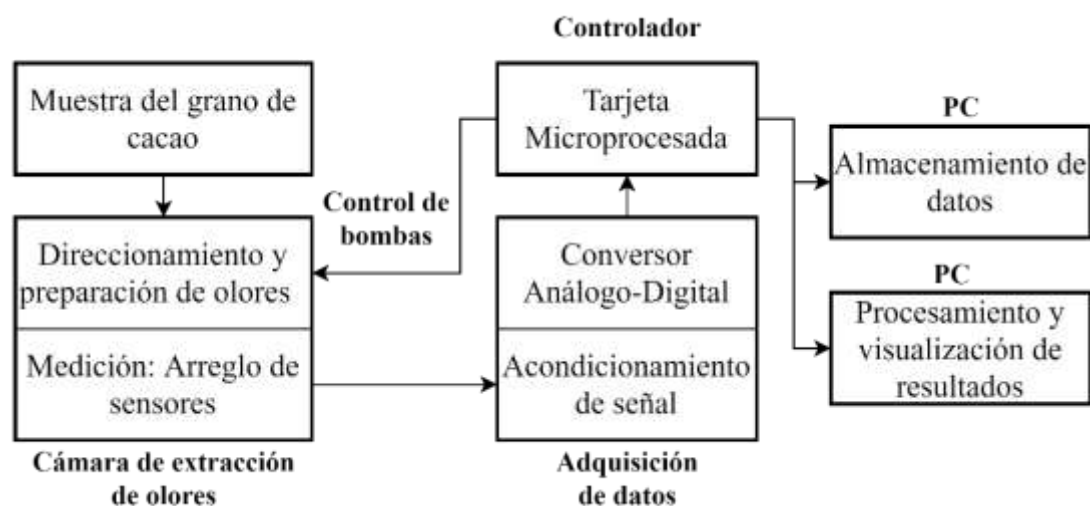 Controlador
Muestra del grano de
cacao
Tarjeta
Microprocesada
PC
Almacenamiento de
datos
Control de
bombas
Direccionamiento y
preparación de olores
Conversor
Análogo-Digital
PC
Procesamiento y
visualización de
resultados
Medición: Arreglo de
sensores
Acondicionamiento
de señal
Cámara de extracción
de olores
Adquisición
de datos